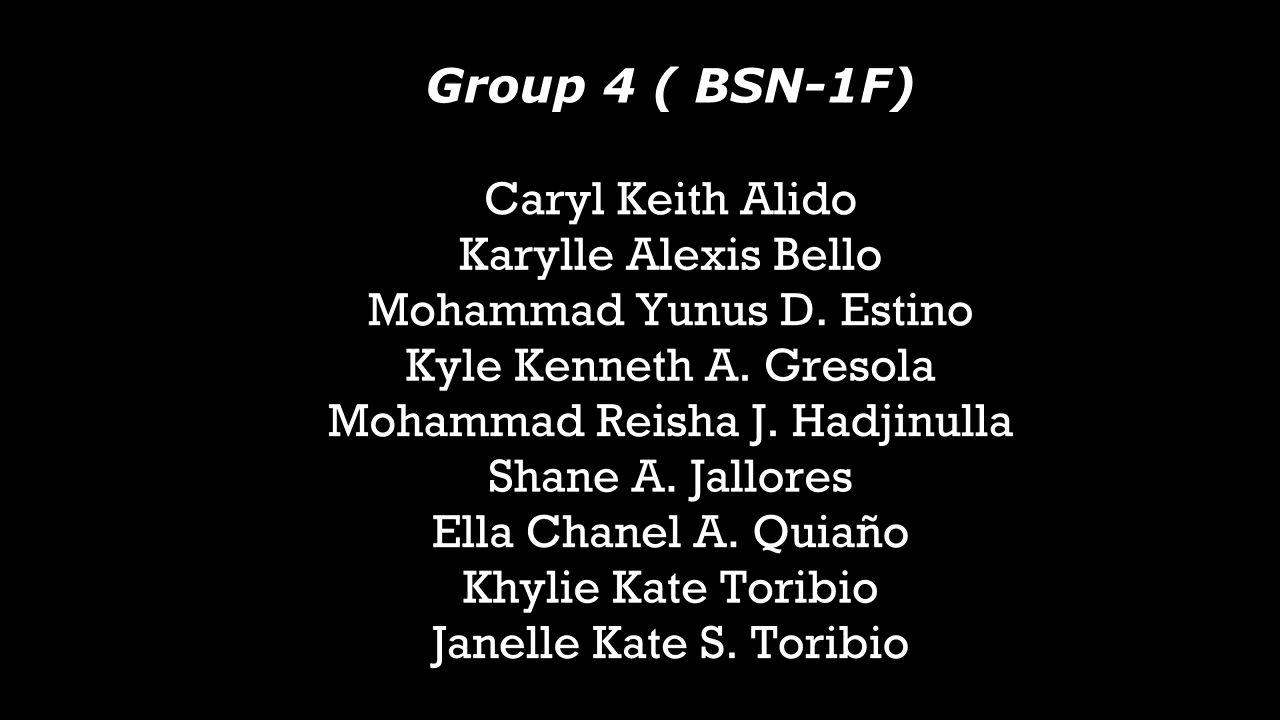 Group 4 ( BSN-1F)
Caryl Keith Alido
Karylle Alexis Bello
Mohammad Yunus D. Estino
Kyle Kenneth A. Gresola
Mohammad Reisha J. Hadjinulla
Shane A. Jallores
Ella Chanel A. Quiaño
Khylie Kate Toribio
Janelle Kate S. Toribio